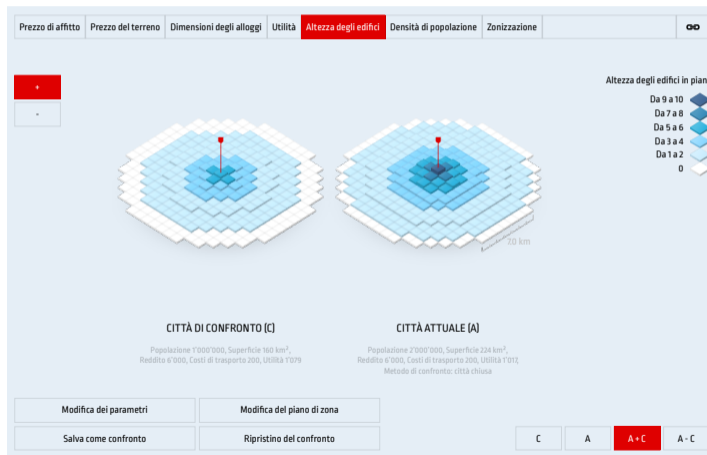 Prezzo di affitto
Prezzo del terreno
Dimensioni degli alloggi
Utilità
Altezza degli edifici
Densità di popolazione
Zonizzazione
+
Altezza degli edifici in pian
Da 9 a 10
Da 7 a 8
Da 5 a 6
Da 3 a 4
Da 1 a 2
0
20 km
CITTÀ DI CONFRONTO (C)
Popolazione 1'000'000, Superficie 160 km²,
Reddito 6'000, Costi di trasporto 200, Utilità 1'079
CITTÀ ATTUALE (A)
Popolazione 2'000'000, Superficie 224 km²,
Reddito 6'000, Costi di trasporto 200, Utilità 1'017,
Metodo di confronto: città chiusa
Modifica dei parametri
Modifica del piano di zona
Salva come confronto
Ripristino del confronto
C
A
A + C
A - C